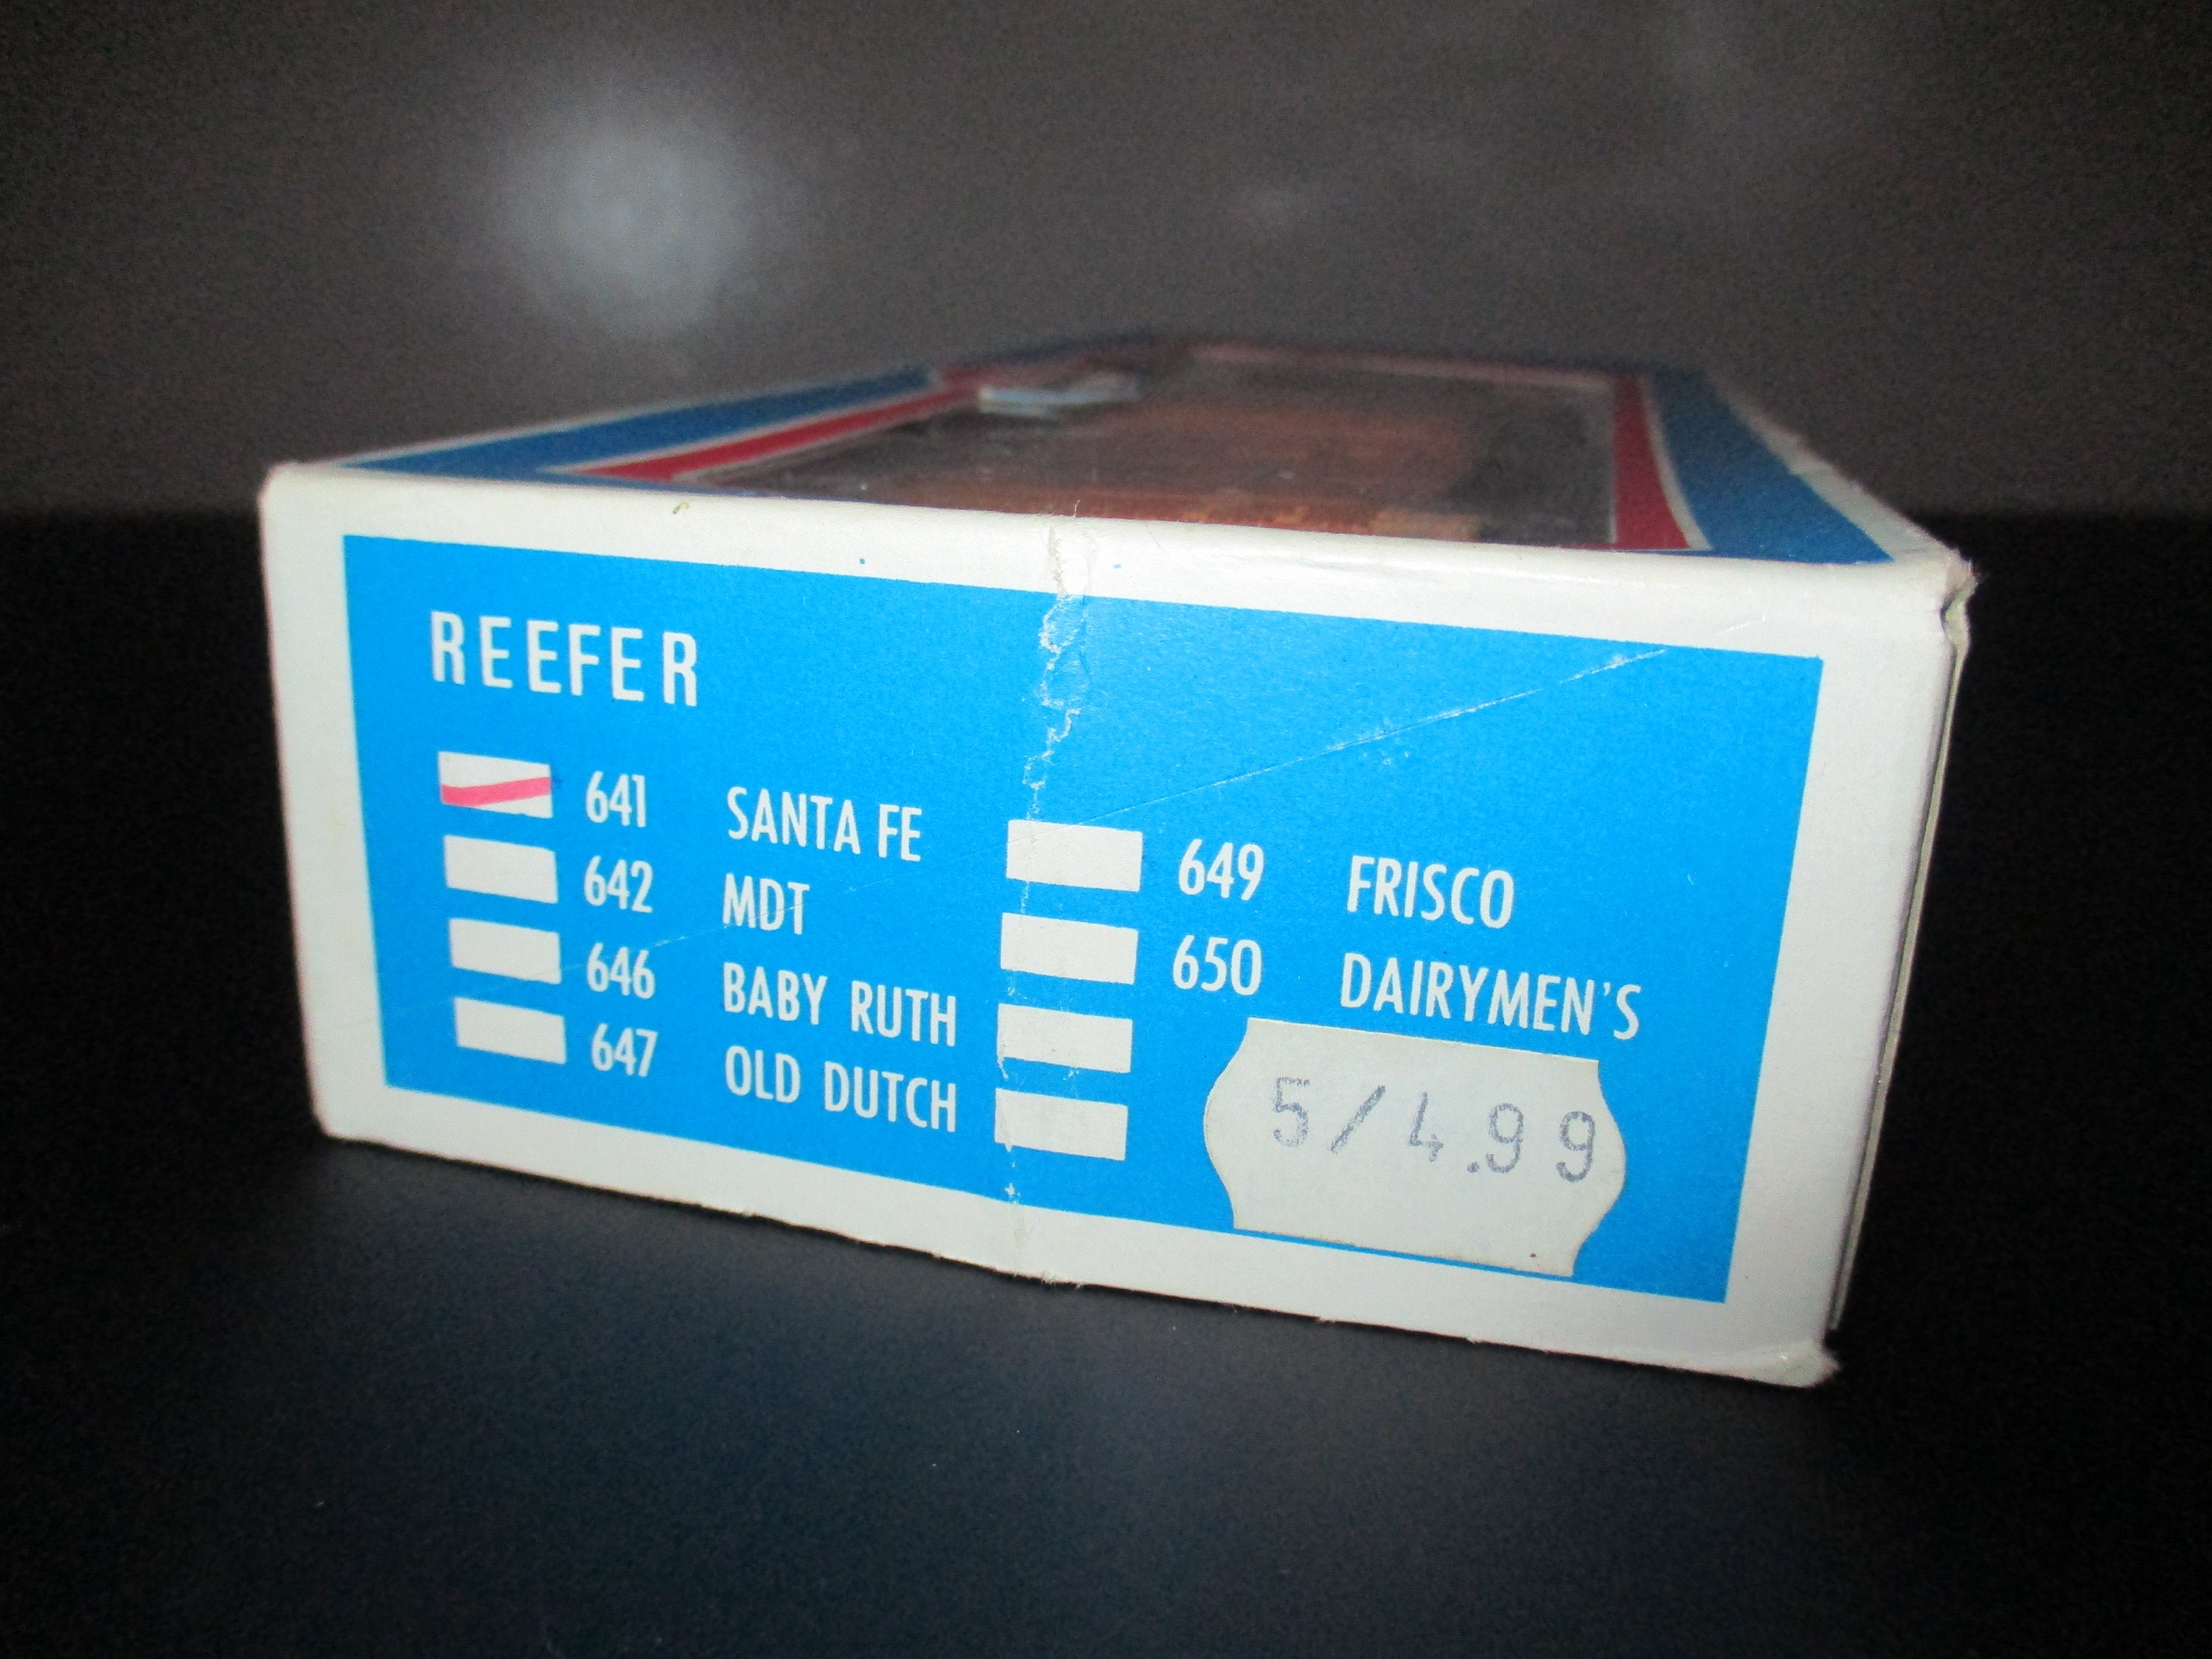 REEFER
641 SANTA FE
642 MDT
646 BABY RUTH
647 OLD DUTCH
649 FRISCO
650 DAIRYMEN'S
5/4.99